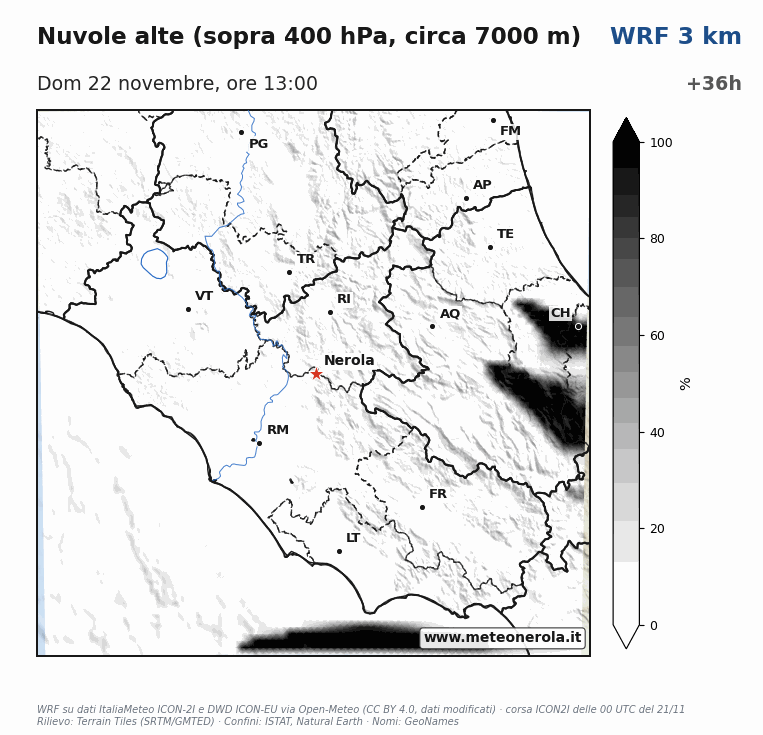 Nuvole alte (sopra 400 hPa, circa 7000 m) WRF 3 km
Dom 22 novembre, ore 13:00 +36h
FM
PG
AP
TE
TR
VT
RI
AQ
CH
Nerola
RM
FR
LT
www.meteonerola.it
100
80
60
40
20
0
%
WRF su dati ItaliaMeteo ICON-2I e DWD ICON-EU via Open-Meteo (CC BY 4.0, dati modificati) · corsa ICON2I delle 00 UTC del 21/11
Rilievo: Terrain Tiles (SRTM/GMTED) · Confini: ISTAT, Natural Earth · Nomi: GeoNames